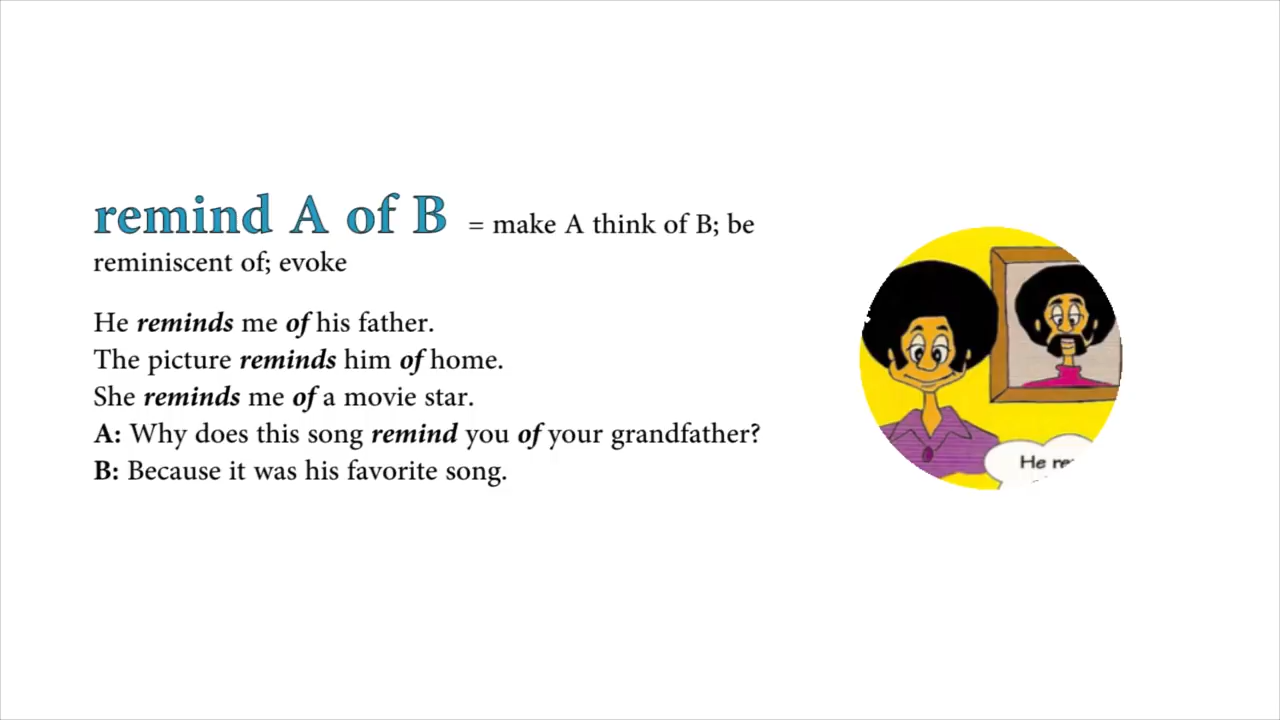 remind A of B = make A think of B; be
reminiscent of; evoke
He reminds me of his father.
The picture reminds him of home.
She reminds me of a movie star.
A: Why does this song remind you of your grandfather?
B: Because it was his favorite song.
He